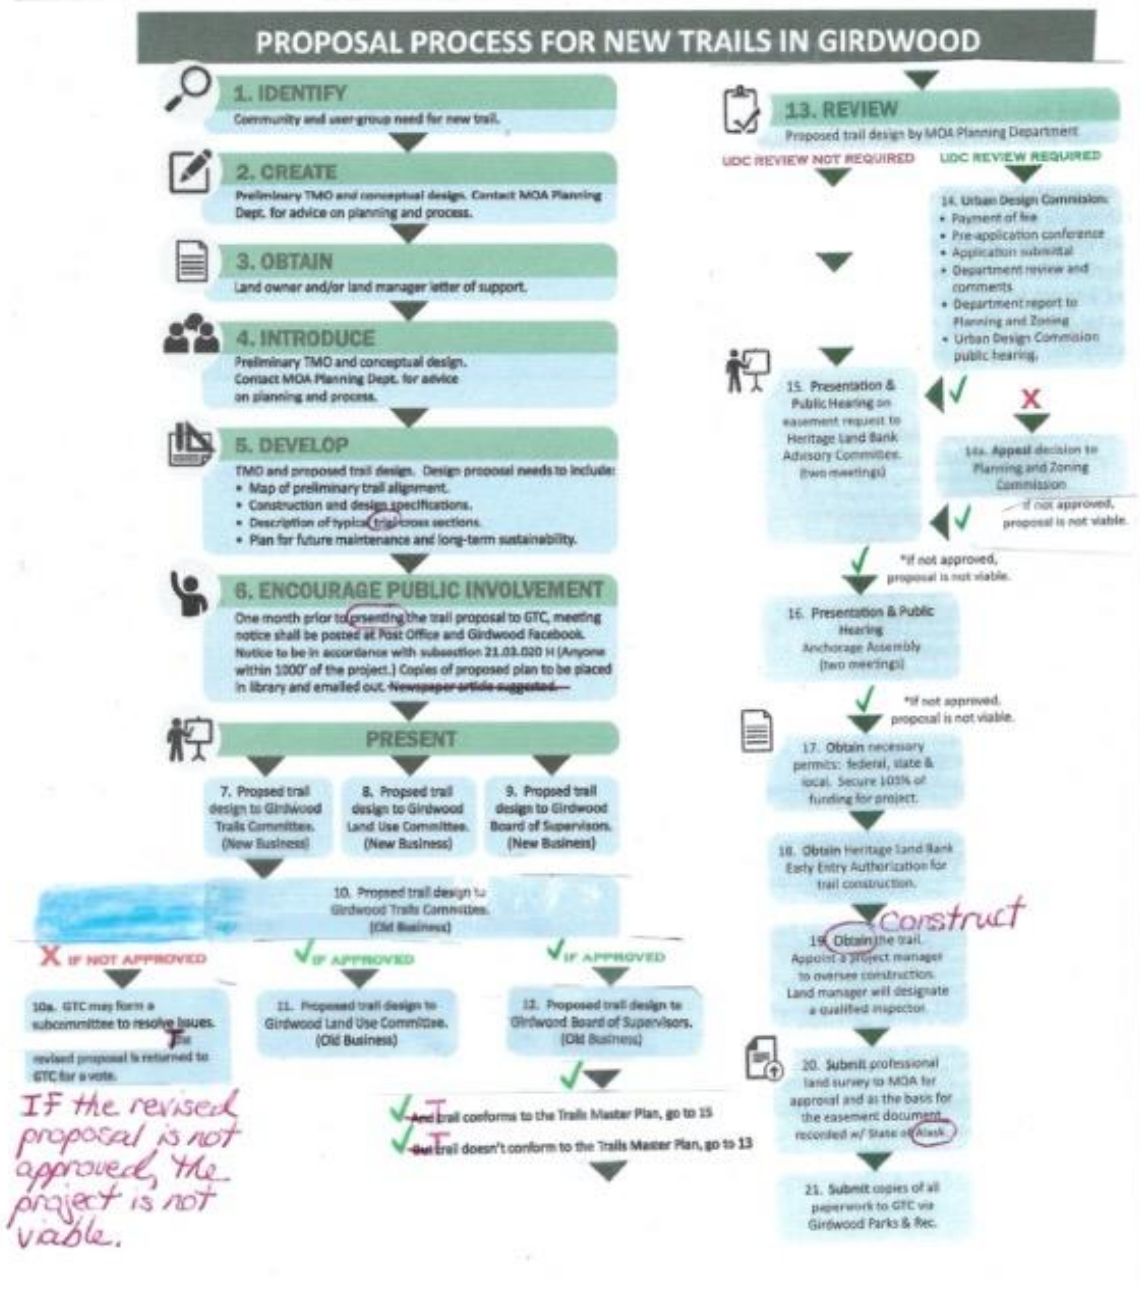 PROPOSAL PROCESS FOR NEW TRAILS IN GIRDWOOD
1. IDENTIFY
Community and user-group need for new trail.
2. CREATE
Preliminary TMO and conceptual design. Contact MOA Planning
Dept. for advice on planning and process.
3. OBTAIN
Land owner and/or land manager letter of support.
4. INTRODUCE
Preliminary TMO and conceptual design.
Contact MOA Planning Dept. for advice
on planning and process.
5. DEVELOP
TMO and proposed trail design. Design proposal needs to include:
• Map of preliminary trail alignment.
• Construction and design specifications.
• Description of typical trial cross sections.
• Plan for future maintenance and long-term sustainability.
6. ENCOURAGE PUBLIC INVOLVEMENT
One month prior to prsenting the trail proposal to GTC, meeting
notice shall be posted at Post Office and Girdwood Facebook.
Notice to be in accordance with subsection 21.03.020 H (Anyone
within 1000' of the project.) Copies of proposed plan to be placed
in library and emailed out. Newspaper article suggested.
PRESENT
7. Propsed trail
design to Girdwood
Trails Committee.
(New Business)
8. Propsed trail
design to Girdwood
Land Use Committee.
(New Business)
9. Propsed trail
design to Girdwood
Board of Supervisors.
(New Business)
10. Propsed trail design to
Girdwood Trails Committee.
(Old Business)
X IF NOT APPROVED
✓IF APPROVED
✓IF APPROVED
10a. GTC may form a
subcommittee to resolve issues.
The
revised proposal is returned to
GTC for a vote.
IF the revised
proposal is not
approved, the
project is not
viable.
11. Proposed trail design to
Girdwood Land Use Committee.
(Old Business)
12. Proposed trail design to
Girdwood Board of Supervisors.
(Old Business)
✓
✓ And Trail conforms to the Trails Master Plan, go to 15
✓ But Trail doesn't conform to the Trails Master Plan, go to 13
13. REVIEW
Proposed trail design by MOA Planning Department
UDC REVIEW NOT REQUIRED
UDC REVIEW REQUIRED
14. Urban Design Commission:
• Payment of fee
• Pre-application conference
• Application submittal
• Department review and
comments
• Department report to
Planning and Zoning
• Urban Design Commision
public hearing.
✓
X
14a. Appeal decision to
Planning and Zoning
Commission
✓
if not approved,
proposal is not viable.
15. Presentation &
Public Hearing on
easement request to
Heritage Land Bank
Advisory Committee.
(two meetings)
✓
*If not approved,
proposal is not viable.
16. Presentation & Public
Hearing
Anchorage Assembly
(two meetings)
✓
*If not approved,
proposal is not viable.
17. Obtain necessary
permits: federal, state &
local. Secure 103% of
funding for project.
18. Obtain Heritage Land Bank
Early Entry Authorization for
trail construction.
Construct
19. Obtain the trail.
Appoint a project manager
to oversee construction.
Land manager will designate
a qualified inspector.
20. Submit professional
land survey to MOA for
approval and as the basis for
the easement document
recorded w/ State of Alask
21. Submit copies of all
paperwork to GTC via
Girdwood Parks & Rec.